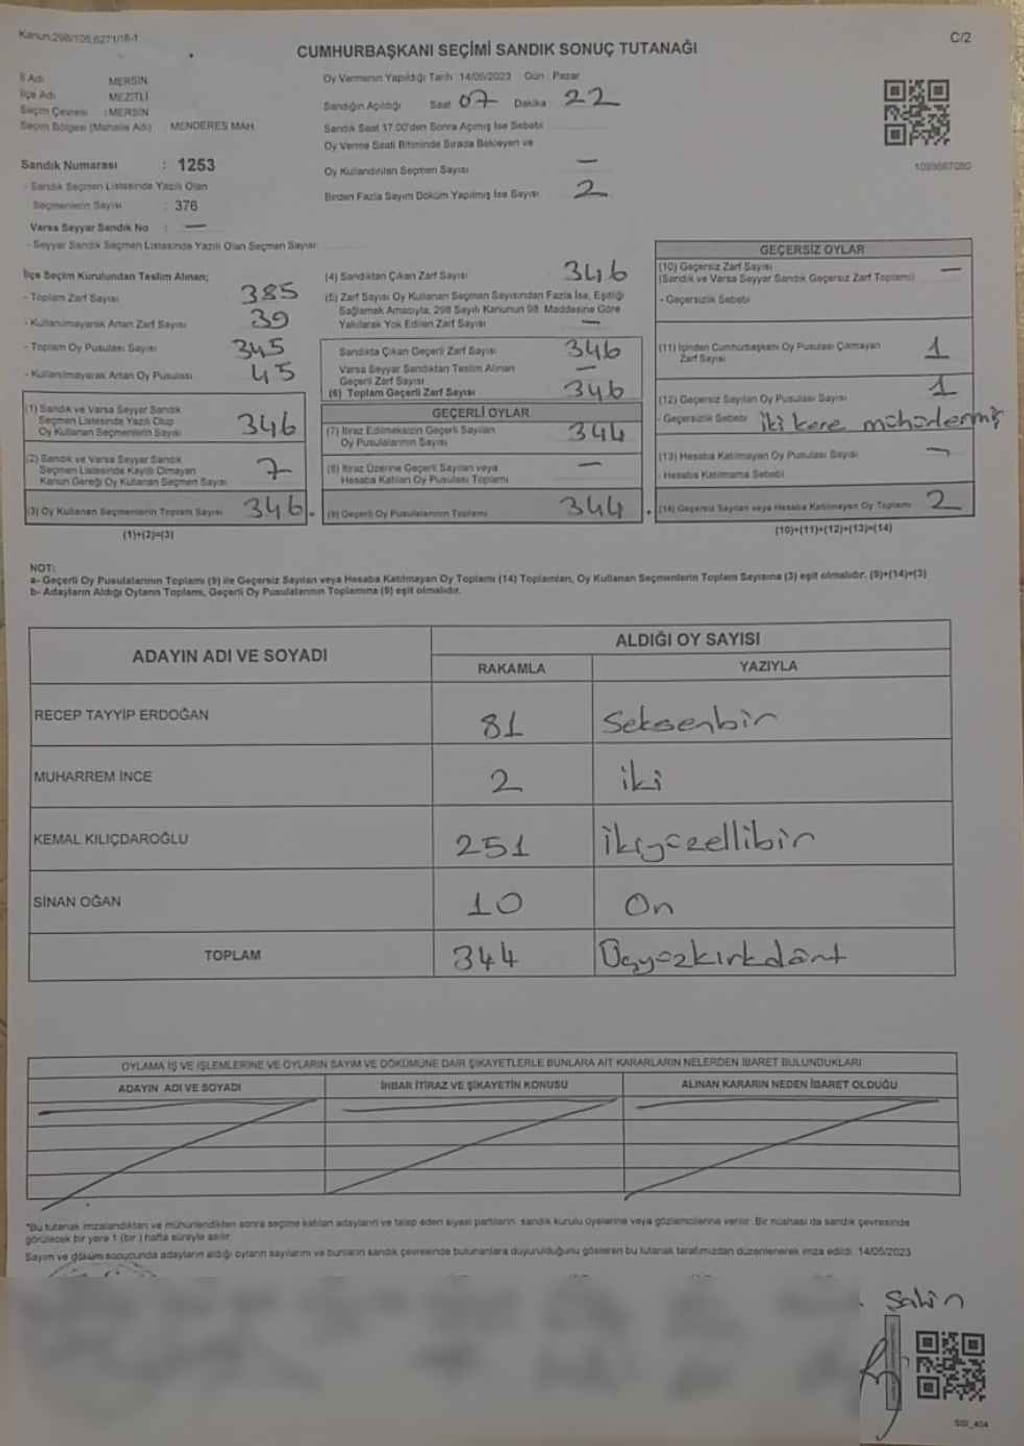 Kanun:298/105,6271/16-1
C/2
CUMHURBAŞKANI SEÇİMİ SANDIK SONUÇ TUTANAĞI
İl Adı MERSİN
İlçe Adı MEZİTLİ
Seçim Çevresi : MERSİN
Seçim Bölgesi (Mahalle Adı) MENDERES MAH.
Sandık Numarası : 1253
- Sandık Seçmen Listesinde Yazılı Olan
Seçmenlerin Sayısı : 376
Varsa Seyyar Sandık No : —
- Seyyar Sandık Seçmen Listesinde Yazılı Olan Seçmen Sayısı
Oy Vermenin Yapıldığı Tarih : 14/05/2023 Gün : Pazar
Sandığın Açıldığı Saat 07 Dakika 22
Sandık Saat 17.00'den Sonra Açılmış İse Sebebi
Oy Verme Saati Bitiminde Sırada Bekleyen ve
Oy Kullandırılan Seçmen Sayısı —
Birden Fazla Sayım Döküm Yapılmış İse Sayısı 2
1099667080
İlçe Seçim Kurulundan Teslim Alınan;
- Toplam Zarf Sayısı 385
- Kullanılmayarak Artan Zarf Sayısı 39
- Toplam Oy Pusulası Sayısı 345
- Kullanılmayarak Artan Oy Pusulası 45
(1) Sandık ve Varsa Seyyar Sandık
Seçmen Listesinde Yazılı Olup
Oy Kullanan Seçmenlerin Sayısı 346
(2) Sandık ve Varsa Seyyar Sandık
Seçmen Listesinde Kayıtlı Olmayan
Kanun Gereği Oy Kullanan Seçmen Sayısı 7
(3) Oy Kullanan Seçmenlerin Toplam Sayısı 346.
(1)+(2)=(3)
(4) Sandıktan Çıkan Zarf Sayısı 346
(5) Zarf Sayısı Oy Kullanan Seçmen Sayısından Fazla İse, Eşitliği
Sağlamak Amacıyla, 298 Sayılı Kanunun 98. Maddesine Göre
Yakılarak Yok Edilen Zarf Sayısı —
Sandıkta Çıkan Geçerli Zarf Sayısı 346
Varsa Seyyar Sandıktan Teslim Alınan
Geçerli Zarf Sayısı —
(6) Toplam Geçerli Zarf Sayısı 346
GEÇERLİ OYLAR
(7) İtiraz Edilmeksizin Geçerli Sayılan
Oy Pusulalarının Sayısı 344
(8) İtiraz Üzerine Geçerli Sayılan veya
Hesaba Katılan Oy Pusulası Toplamı —
(9) Geçerli Oy Pusulalarının Toplamı 344.
GEÇERSİZ OYLAR
(10) Geçersiz Zarf Sayısı
(Sandık ve Varsa Seyyar Sandık Geçersiz Zarf Toplamı) —
- Geçersizlik Sebebi
(11) İçinden Cumhurbaşkanı Oy Pusulası Çıkmayan
Zarf Sayısı 1
(12) Geçersiz Sayılan Oy Pusulası Sayısı 1
- Geçersizlik Sebebi iki kere mühürlenmiş
(13) Hesaba Katılmayan Oy Pusulası Sayısı —
- Hesaba Katılmama Sebebi
(14) Geçersiz Sayılan veya Hesaba Katılmayan Oy Toplamı 2
(10)+(11)+(12)+(13)=(14)
NOT:
a- Geçerli Oy Pusulalarının Toplamı (9) ile Geçersiz Sayılan veya Hesaba Katılmayan Oy Toplamı (14) Toplamları, Oy Kullanan Seçmenlerin Toplam Sayısına (3) eşit olmalıdır. (9)+(14)=(3)
b- Adayların Aldığı Oyların Toplamı, Geçerli Oy Pusulalarının Toplamına (9) eşit olmalıdır.
ADAYIN ADI VE SOYADI ALDIĞI OY SAYISI
RAKAMLA YAZIYLA
RECEP TAYYİP ERDOĞAN 81 Seksenbir
MUHARREM İNCE 2 iki
KEMAL KILIÇDAROĞLU 251 ikiyüzellibir
SİNAN OĞAN 10 On
TOPLAM 344 Üçyüzkırkdört
OYLAMA İŞ VE İŞLEMLERİNE VE OYLARIN SAYIM VE DÖKÜMÜNE DAİR ŞİKAYETLERLE BUNLARA AİT KARARLARIN NELERDEN İBARET BULUNDUKLARI
ADAYIN ADI VE SOYADI İHBAR İTİRAZ VE ŞİKAYETİN KONUSU ALINAN KARARIN NEDEN İBARET OLDUĞU
*Bu tutanak imzalandıktan ve mühürlendikten sonra seçime katılan adayların ve talep eden siyasi partilerin, sandık kurulu üyelerine veya gözlemcilerine verilir. Bir nüshası da sandık çevresinde
görülecek bir yere 1 (bir) hafta süreyle asılır.
Sayım ve döküm sonucunda adayların aldığı oyların sayılarını ve bunların sandık çevresinde bulunanlara duyurulduğunu gösteren bu tutanak tarafımızdan düzenlenerek imza edildi. 14/05/2023
Şahin